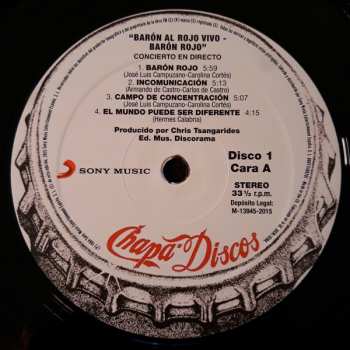 "BARÓN AL ROJO VIVO -
BARÓN ROJO"
CONCIERTO EN DIRECTO
1. BARÓN ROJO 5:59
(José Luis Campuzano-Carolina Cortés)
2. INCOMUNICACIÓN 5:13
(Armando de Castro-Carlos de Castro)
3. CAMPO DE CONCENTRACIÓN 5:07
(José Luis Campuzano-Carolina Cortés)
4. EL MUNDO PUEDE SER DIFERENTE 4:15
(Hermes Calabria)
Producido por Chris Tsangarides
Ed. Mus. Discorama
SONY MUSIC
Disco 1
Cara A
STEREO
33 ⅓ r.p.m.
Depósito Legal:
M-13945-2015
Chapa Discos